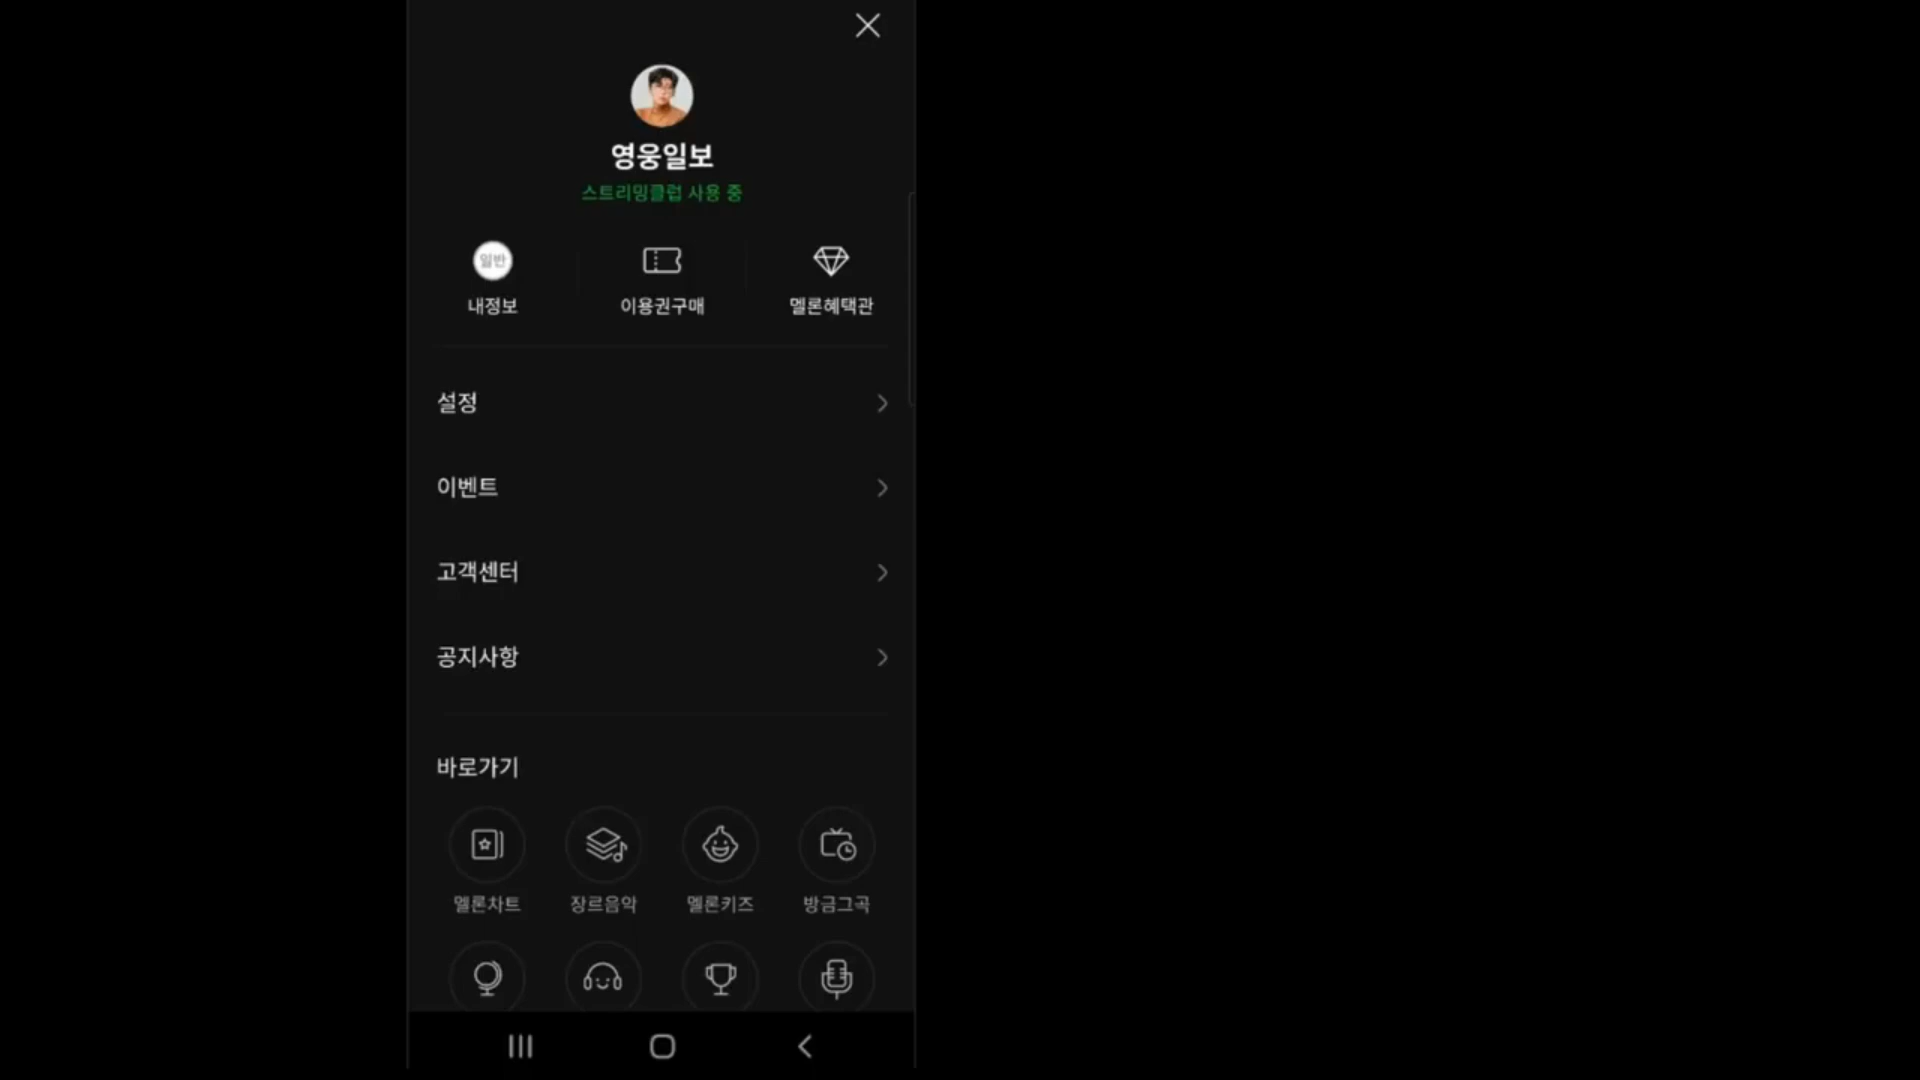 영웅일보
스트리밍클럽 사용 중
일반
내정보
이용권구매
멜론혜택관
설정
이벤트
고객센터
공지사항
바로가기
멜론차트
장르음악
멜론키즈
방금그곡